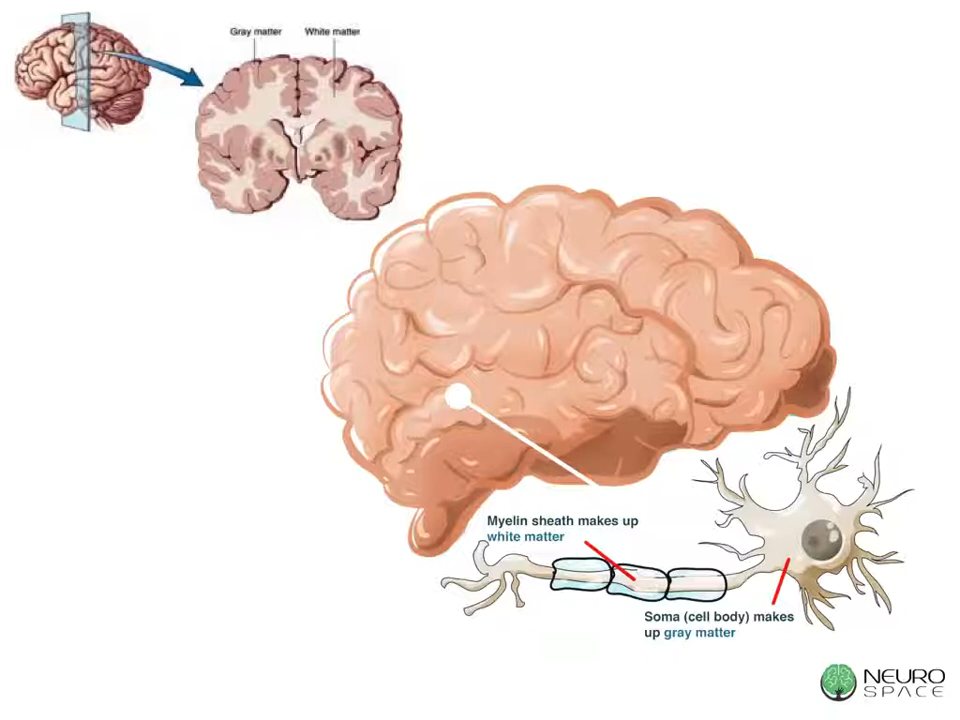 Gray matter White matter
Myelin sheath makes up
white matter
Soma (cell body) makes
up gray matter
NEURO
SPACE